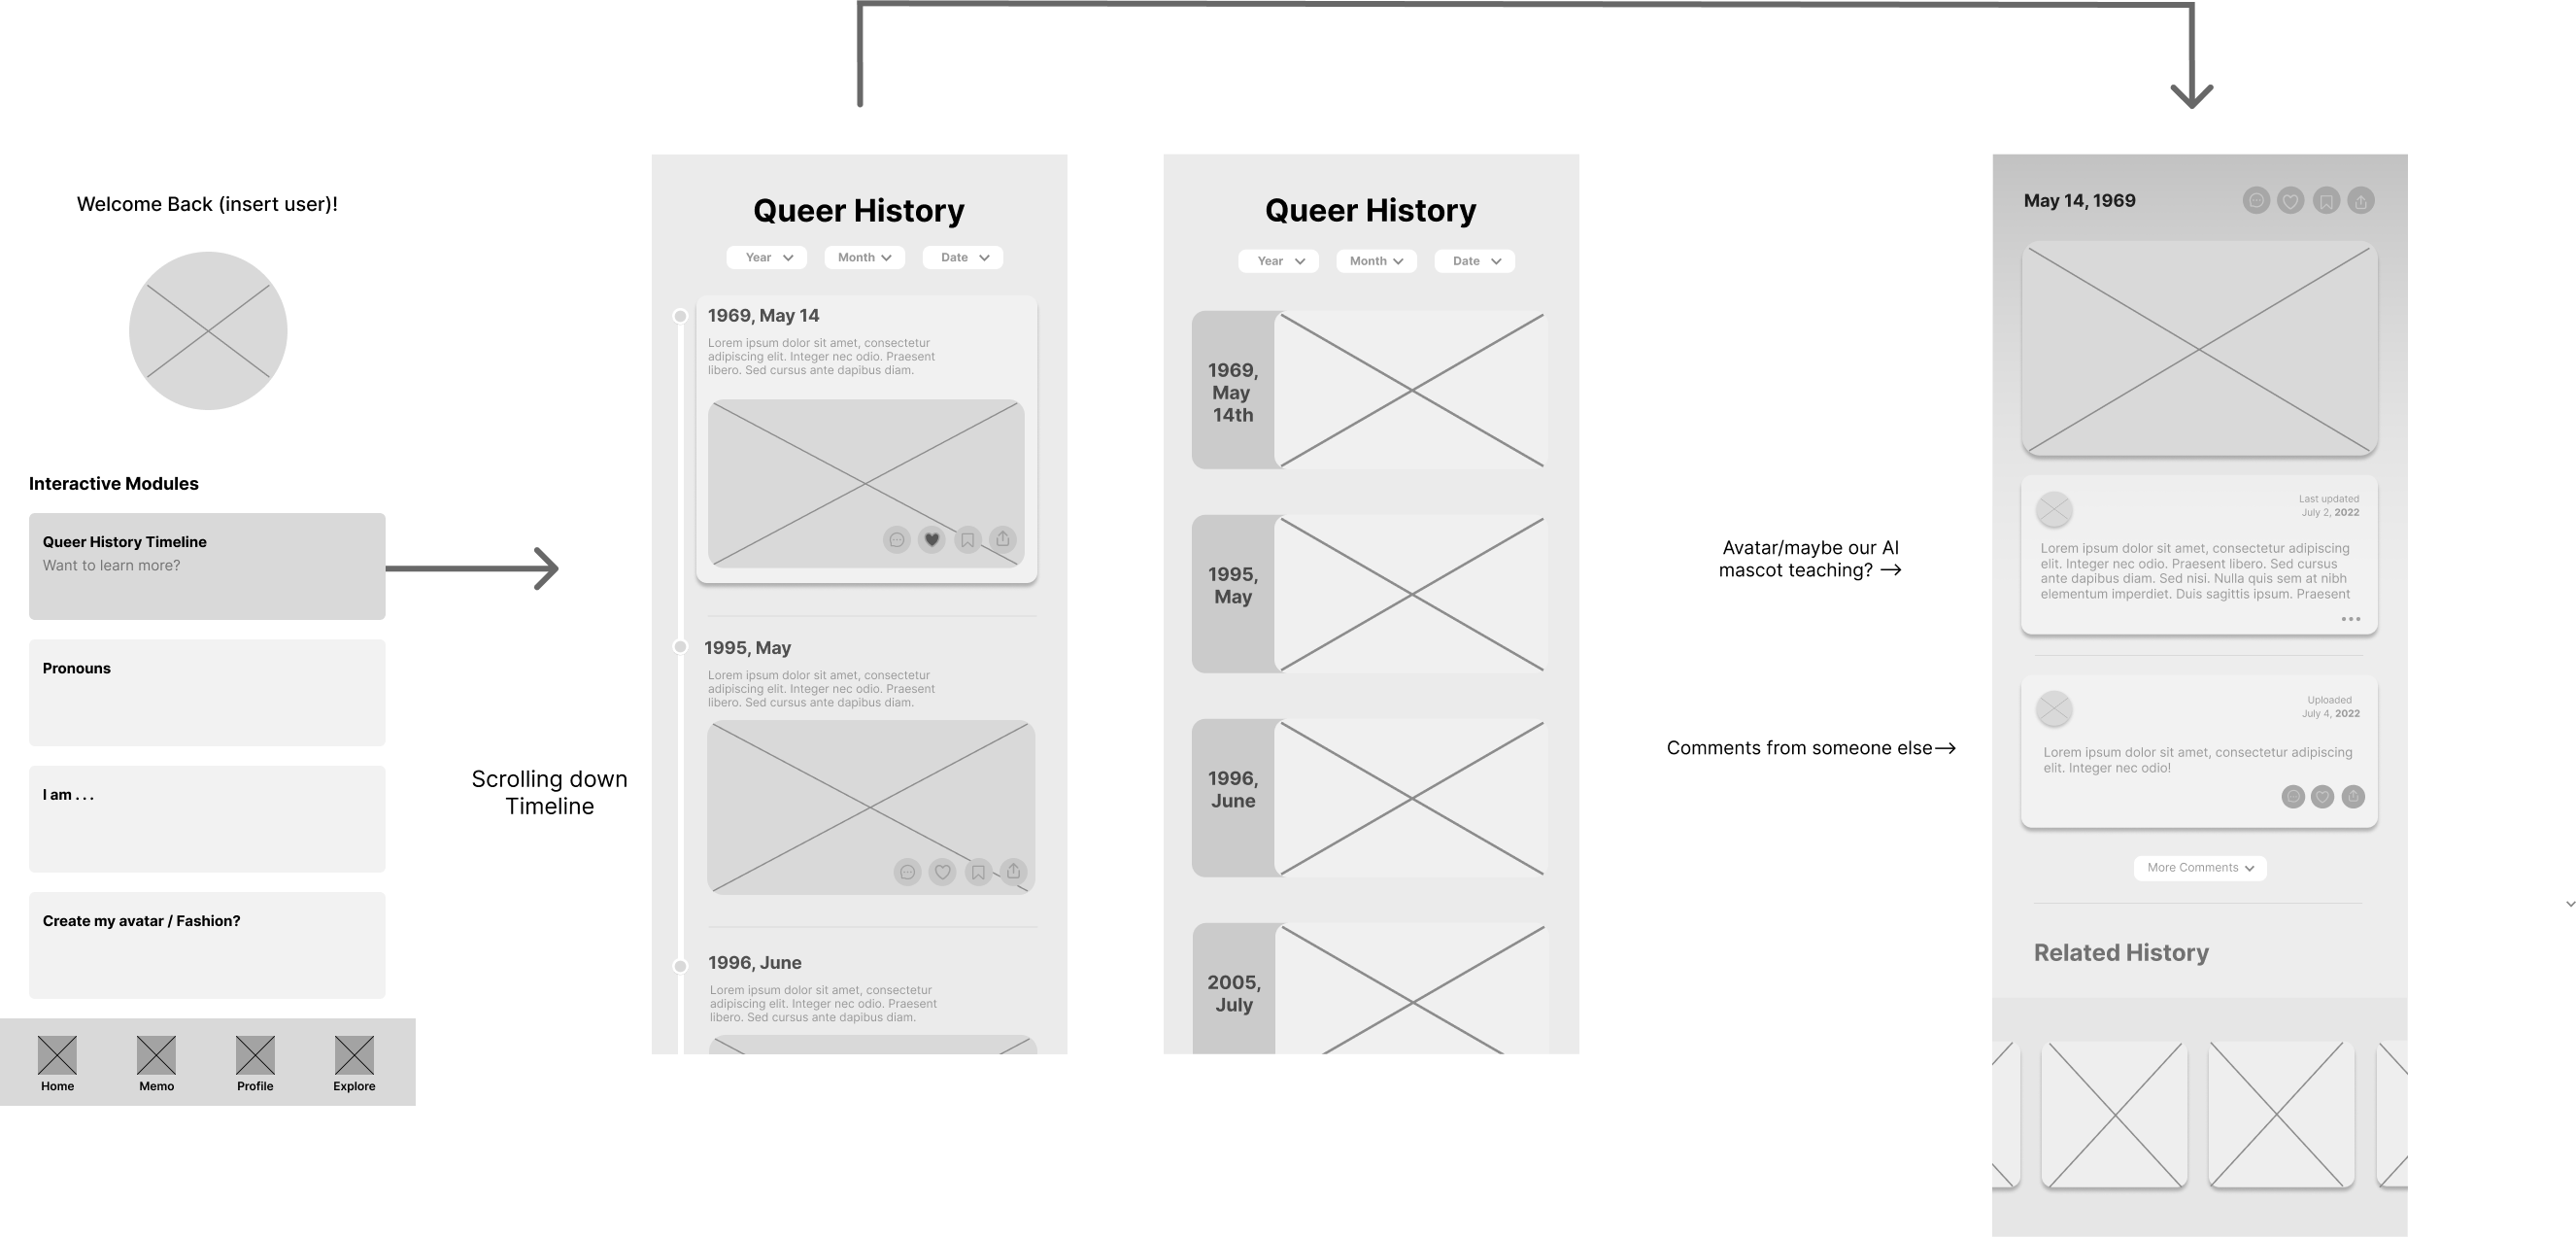 Welcome Back (insert user)!
Interactive Modules
Queer History Timeline
Want to learn more?
Pronouns
I am . . .
Create my avatar / Fashion?
Home
Memo
Profile
Explore
Scrolling down
Timeline
Queer History
Year
Month
Date
1969, May 14
Lorem ipsum dolor sit amet, consectetur
adipiscing elit. Integer nec odio. Praesent
libero. Sed cursus ante dapibus diam.
1995, May
Lorem ipsum dolor sit amet, consectetur
adipiscing elit. Integer nec odio. Praesent
libero. Sed cursus ante dapibus diam.
1996, June
Lorem ipsum dolor sit amet, consectetur
adipiscing elit. Integer nec odio. Praesent
libero. Sed cursus ante dapibus diam.
Queer History
Year
Month
Date
1969,
May
14th
1995,
May
1996,
June
2005,
July
Avatar/maybe our AI
mascot teaching? →
Comments from someone else→
May 14, 1969
Last updated
July 2, 2022
Lorem ipsum dolor sit amet, consectetur adipiscing
elit. Integer nec odio. Praesent libero. Sed cursus
ante dapibus diam. Sed nisi. Nulla quis sem at nibh
elementum imperdiet. Duis sagittis ipsum. Praesent
Uploaded
July 4, 2022
Lorem ipsum dolor sit amet, consectetur adipiscing
elit. Integer nec odio!
More Comments
Related History